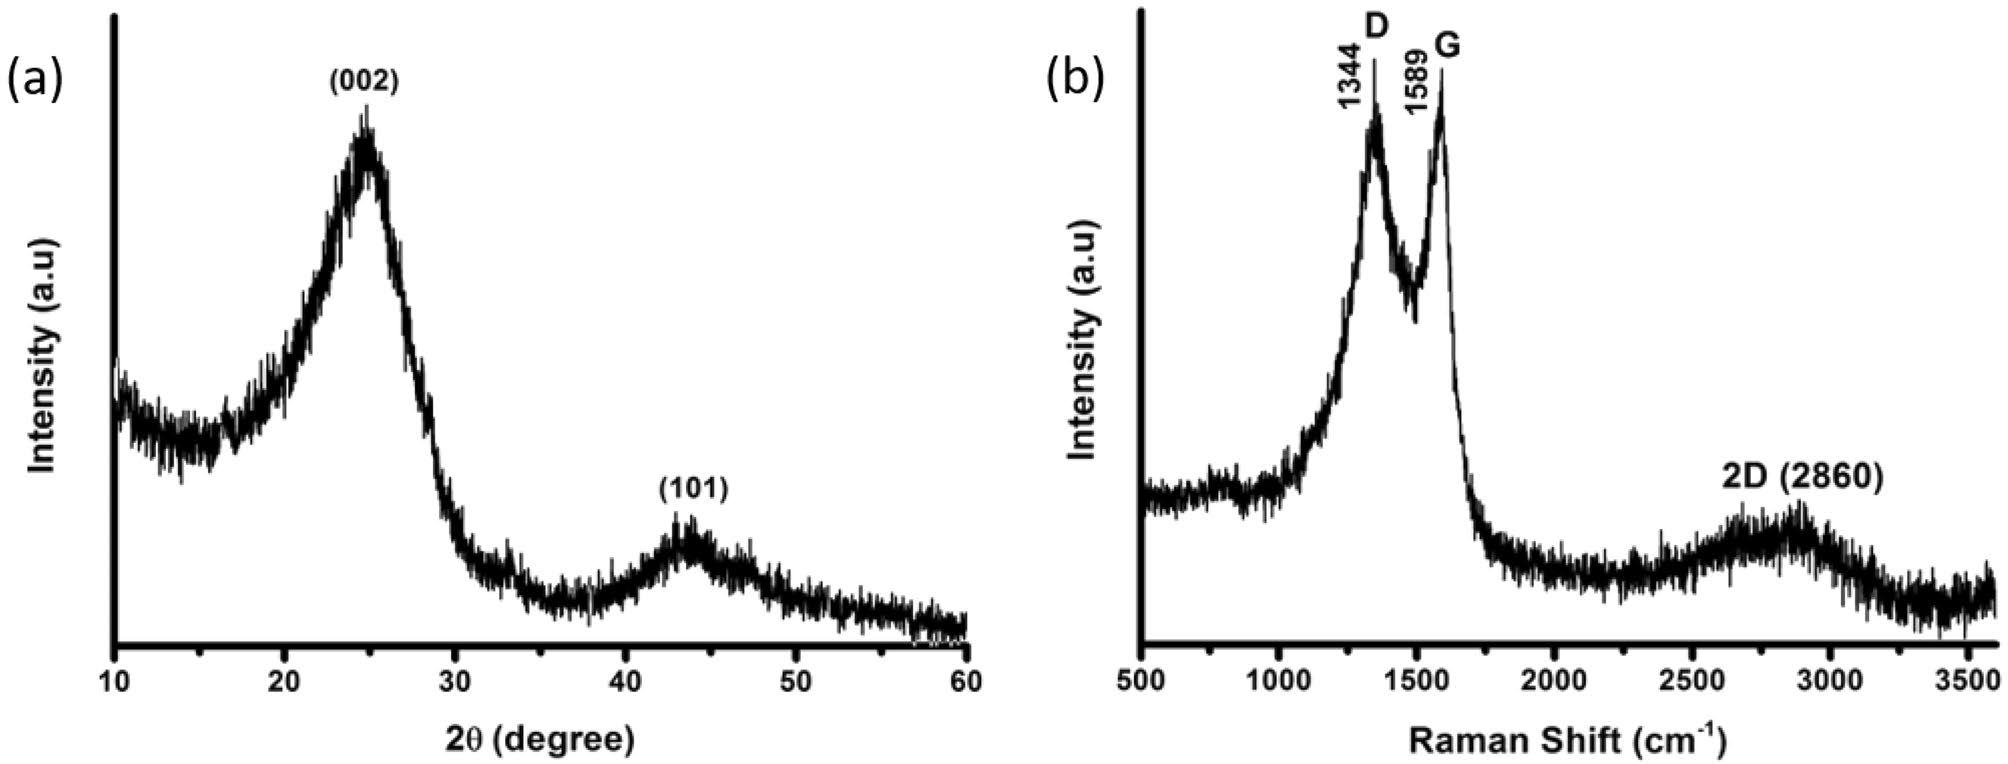 (a)
(002)
(101)
Intensity (a.u)
10 20 30 40 50 60
2θ (degree)
(b)
D
1344
G
1589
2D (2860)
Intensity (a.u)
500 1000 1500 2000 2500 3000 3500
Raman Shift (cm⁻¹)